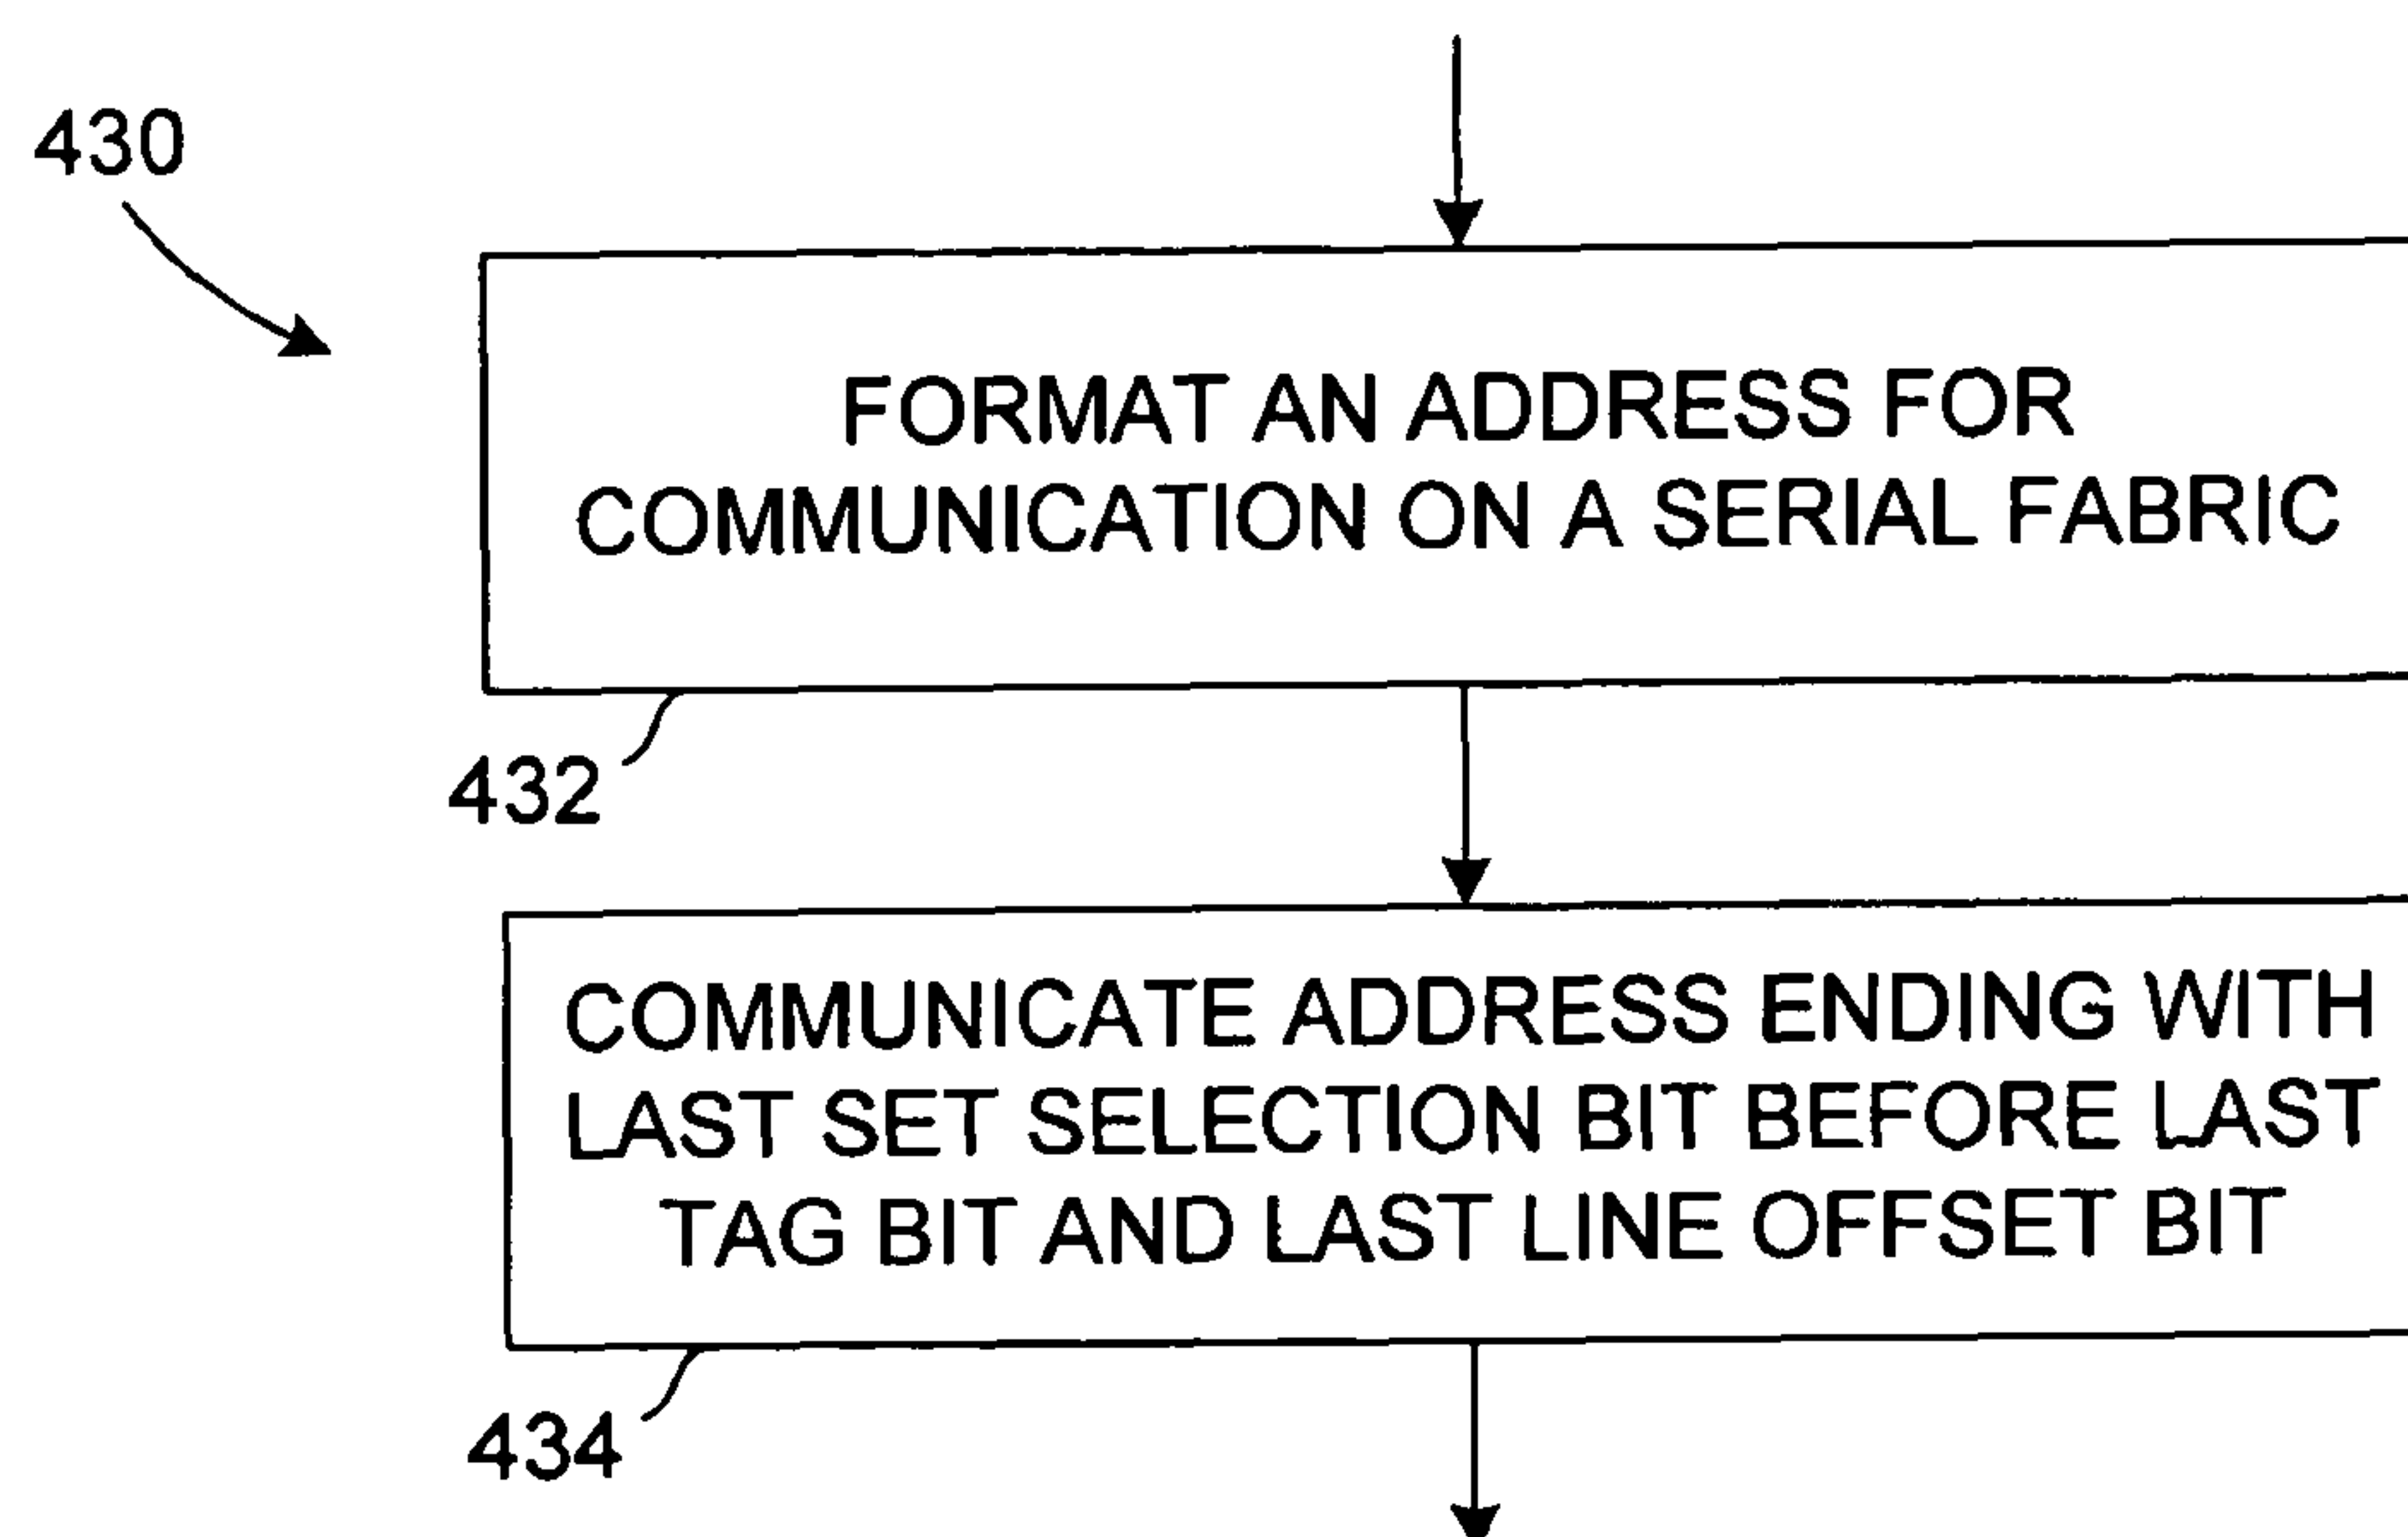 430
FORMAT AN ADDRESS FOR
COMMUNICATION ON A SERIAL FABRIC
432
COMMUNICATE ADDRESS ENDING WITH
LAST SET SELECTION BIT BEFORE LAST
TAG BIT AND LAST LINE OFFSET BIT
434